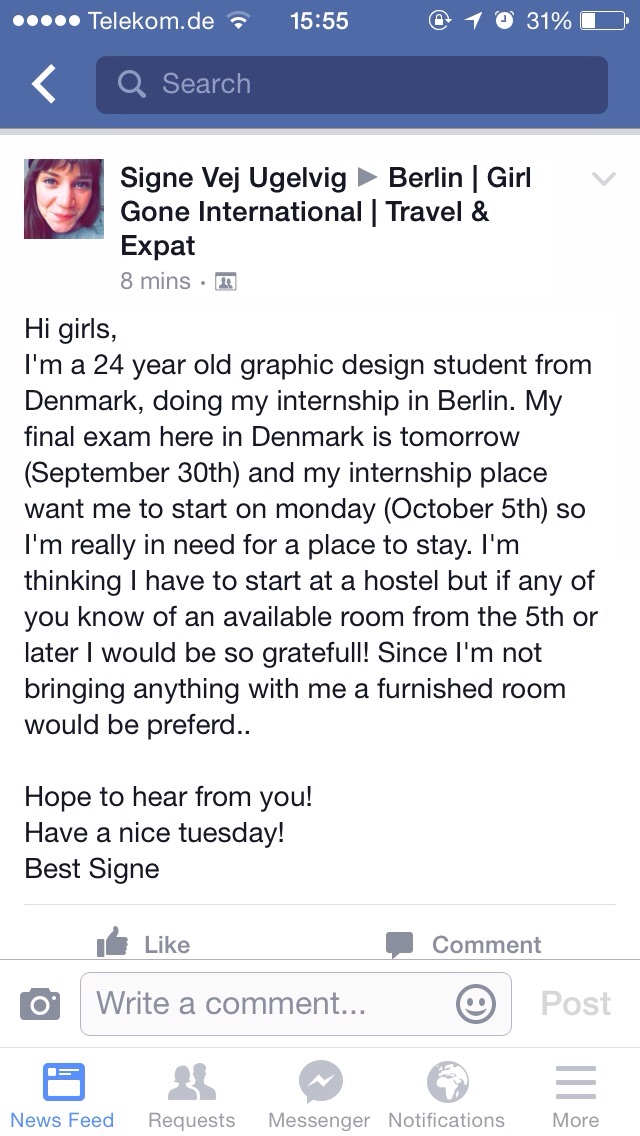 Telekom.de 15:55 31%
Search
Signe Vej Ugelvig ▶ Berlin | Girl
Gone International | Travel &
Expat
8 mins ·
Hi girls,
I'm a 24 year old graphic design student from
Denmark, doing my internship in Berlin. My
final exam here in Denmark is tomorrow
(September 30th) and my internship place
want me to start on monday (October 5th) so
I'm really in need for a place to stay. I'm
thinking I have to start at a hostel but if any of
you know of an available room from the 5th or
later I would be so gratefull! Since I'm not
bringing anything with me a furnished room
would be preferd..
Hope to hear from you!
Have a nice tuesday!
Best Signe
Like Comment
Write a comment... Post
News Feed Requests Messenger Notifications More